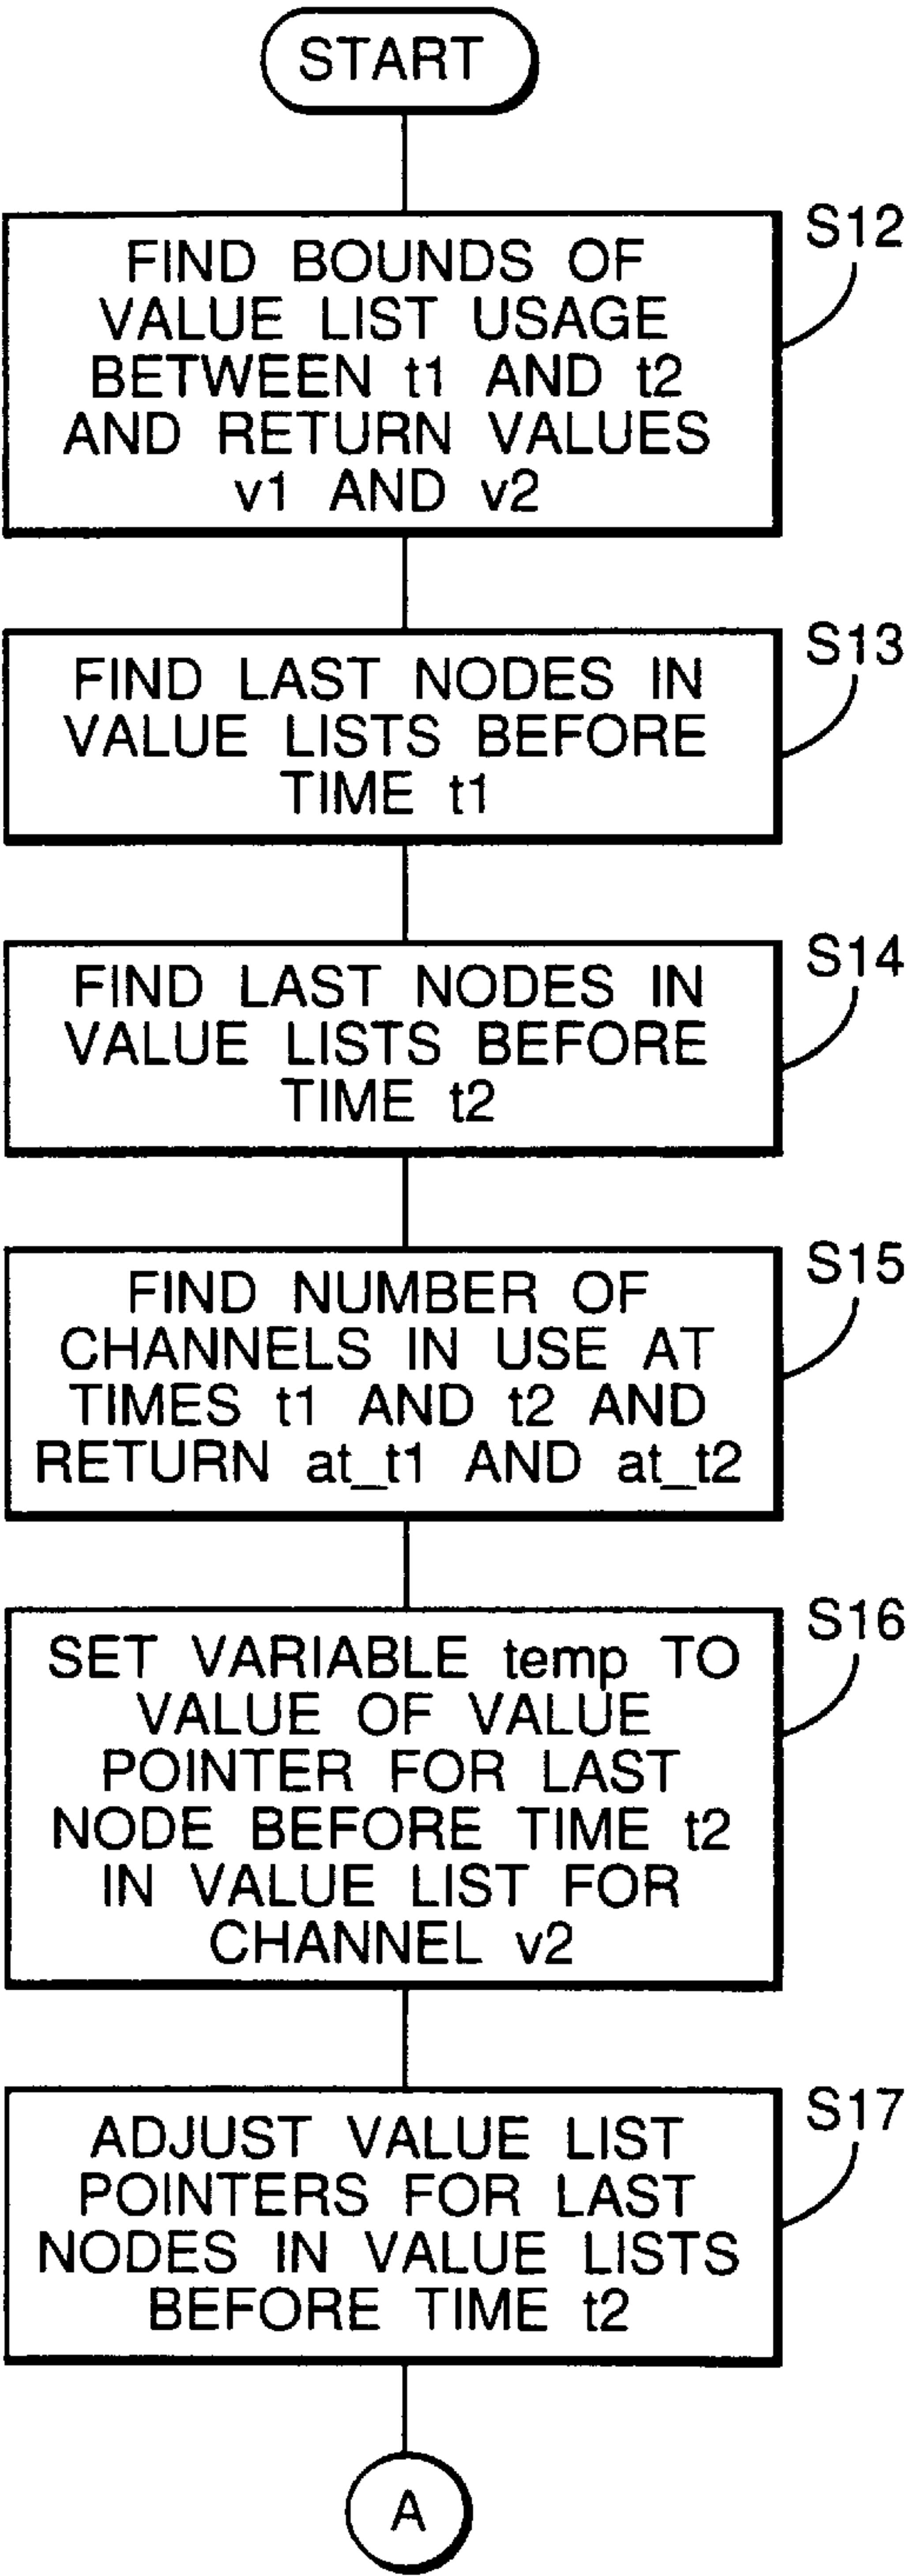 START
S12
FIND BOUNDS OF
VALUE LIST USAGE
BETWEEN t1 AND t2
AND RETURN VALUES
v1 AND v2
S13
FIND LAST NODES IN
VALUE LISTS BEFORE
TIME t1
S14
FIND LAST NODES IN
VALUE LISTS BEFORE
TIME t2
S15
FIND NUMBER OF
CHANNELS IN USE AT
TIMES t1 AND t2 AND
RETURN at_t1 AND at_t2
S16
SET VARIABLE temp TO
VALUE OF VALUE
POINTER FOR LAST
NODE BEFORE TIME t2
IN VALUE LIST FOR
CHANNEL v2
S17
ADJUST VALUE LIST
POINTERS FOR LAST
NODES IN VALUE LISTS
BEFORE TIME t2
A